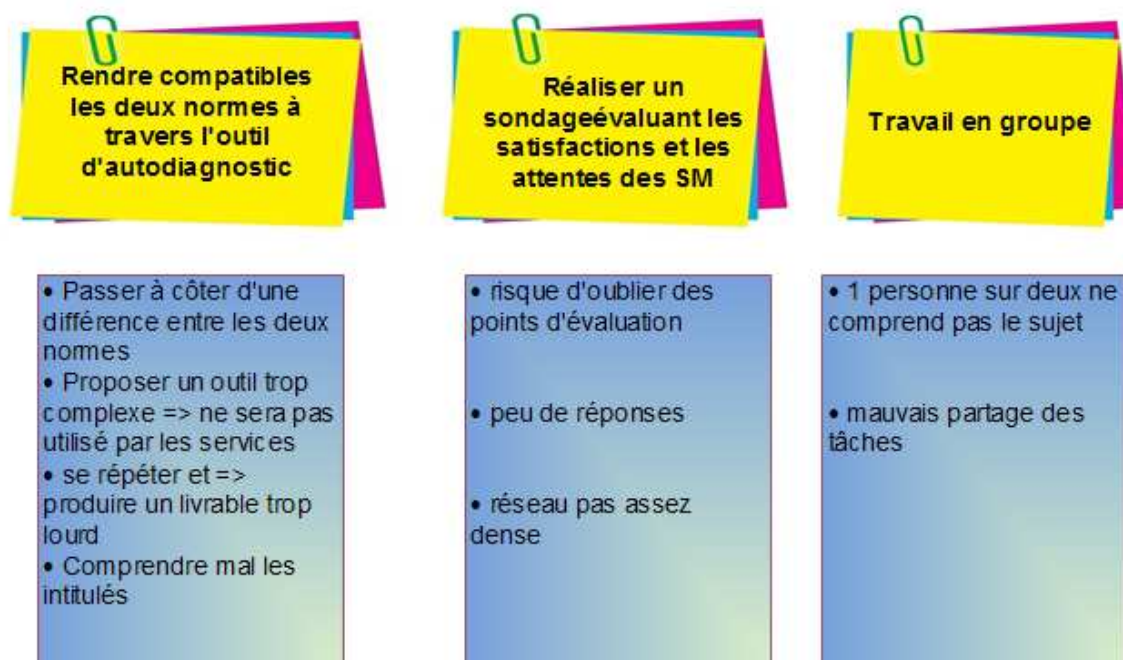 Rendre compatibles
les deux normes à
travers l'outil
d'autodiagnostic
Réaliser un
sondageévaluant les
satisfactions et les
attentes des SM
Travail en groupe
• Passer à côter d'une
différence entre les deux
normes
• Proposer un outil trop
complexe => ne sera pas
utilisé par les services
• se répéter et =>
produire un livrable trop
lourd
• Comprendre mal les
intitulés
• risque d'oublier des
points d'évaluation
• peu de réponses
• réseau pas assez
dense
• 1 personne sur deux ne
comprend pas le sujet
• mauvais partage des
tâches